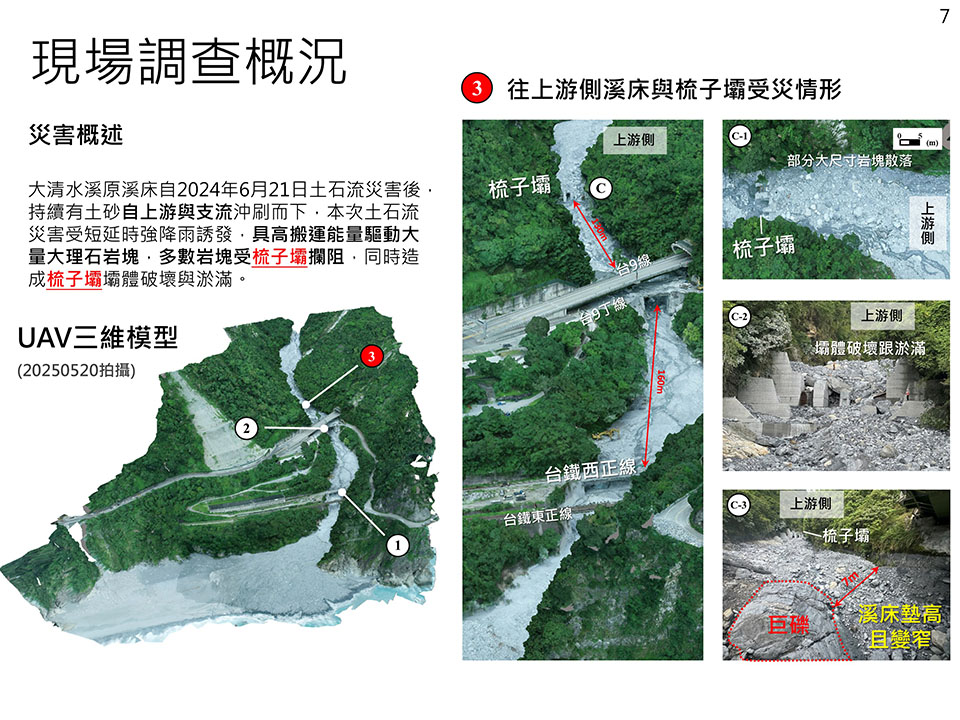 7
現場調查概況
災害概述
大清水溪原溪床自2024年6月21日土石流災害後，
持續有土砂自上游與支流沖刷而下，本次土石流
災害受短延時強降雨誘發，具高搬運能量驅動大
量大理石岩塊，多數岩塊受梳子壩攔阻，同時造
成梳子壩壩體破壞與淤滿。
UAV三維模型
(20250520拍攝)
3
2
1
3 往上游側溪床與梳子壩受災情形
上游側
梳子壩
C
台9線
台9丁線
160m
台鐵西正線
台鐵東正線
C-1
0 5 (m)
部分大尺寸岩塊散落
上游側
梳子壩
C-2
上游側
壩體破壞跟淤滿
C-3
上游側
梳子壩
7m
巨礫
溪床墊高
且變窄